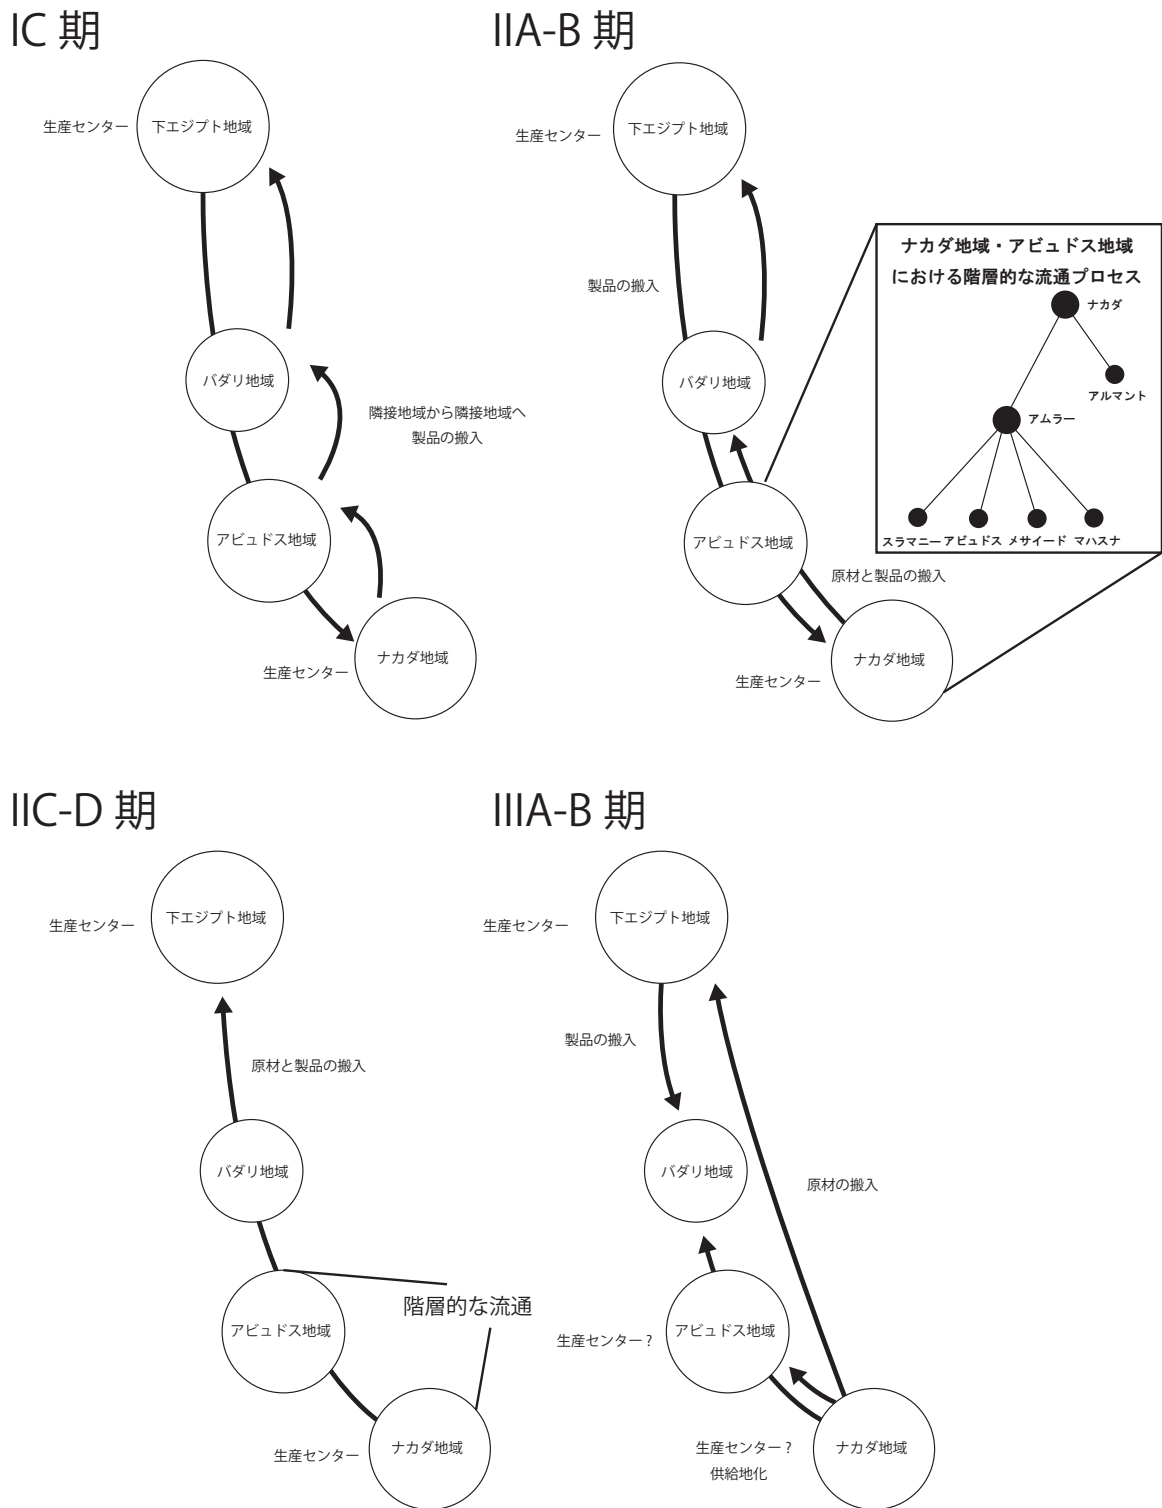 IC 期
生産センター
下エジプト地域
バダリ地域
隣接地域から隣接地域へ
製品の搬入
アビュドス地域
ナカダ地域
生産センター
IIA-B 期
生産センター
下エジプト地域
製品の搬入
バダリ地域
アビュドス地域
原材と製品の搬入
ナカダ地域
生産センター
ナカダ地域・アビュドス地域
における階層的な流通プロセス
ナカダ
アルマント
アムラー
スラマニー
アビュドス
メサイード
マハスナ
IIC-D 期
生産センター
下エジプト地域
原材と製品の搬入
バダリ地域
アビュドス地域
階層的な流通
ナカダ地域
生産センター
IIIA-B 期
生産センター
下エジプト地域
製品の搬入
バダリ地域
原材の搬入
アビュドス地域
生産センター ?
生産センター ?
供給地化
ナカダ地域